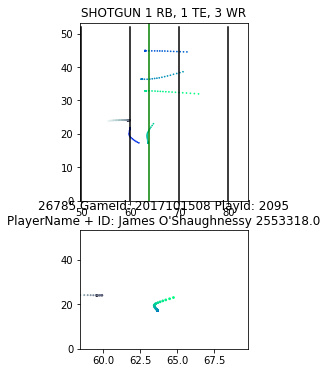 SHOTGUN 1 RB, 1 TE, 3 WR
50
40
30
20
10
0
50 60 70 80
26785 GameId: 2017101508 PlayId: 2095
PlayerName + ID: James O'Shaughnessy 2553318.0
40
20
0
60.0 62.5 65.0 67.5